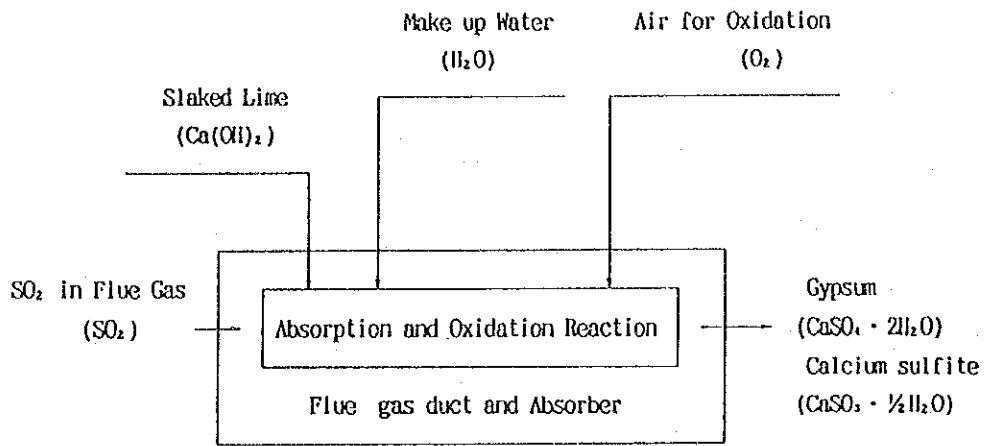 Make up Water
(H₂O)
Air for Oxidation
(O₂)
Slaked Lime
(Ca(OH)₂)
SO₂ in Flue Gas
(SO₂)
Absorption and Oxidation Reaction
Flue gas duct and Absorber
Gypsum
(CaSO₄ · 2H₂O)
Calcium sulfite
(CaSO₃ · ½H₂O)